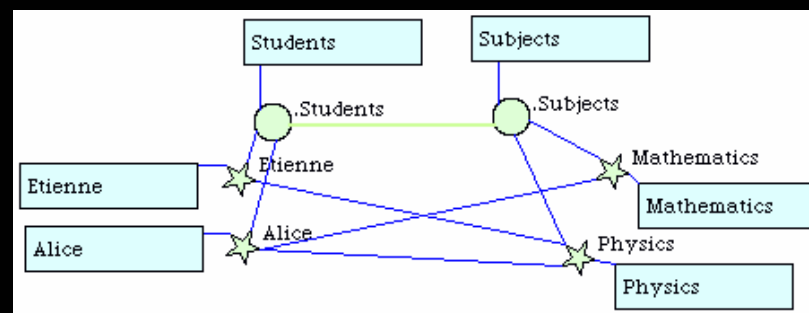 Students
Subjects
.Students
.Subjects
Etienne
Mathematics
Etienne
Mathematics
Alice
Alice
Physics
Physics